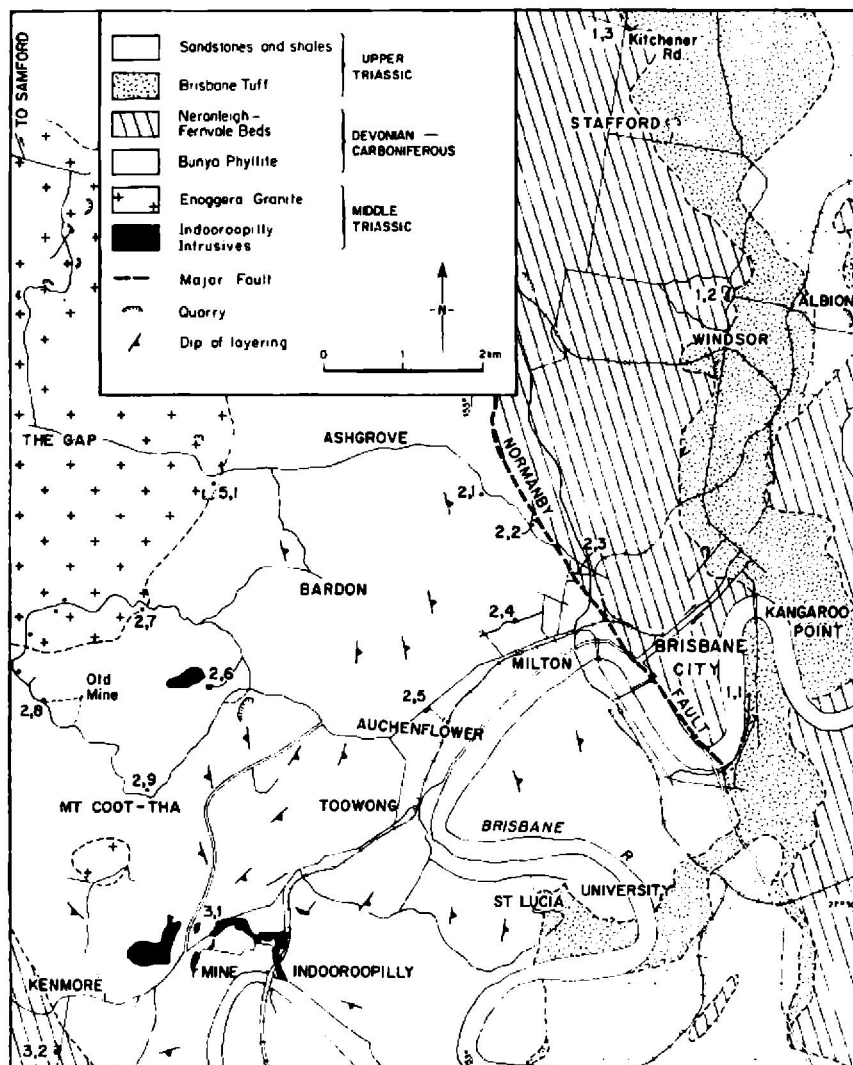 TO SAMFORD
Sandstones and shales
UPPER
TRIASSIC
Brisbane Tuff
Neranleigh-
Fernvale Beds
DEVONIAN —
CARBONIFEROUS
Bunya Phyllite
Enoggera Granite
MIDDLE
TRIASSIC
Indooroopilly
Intrusives
Major Fault
Quarry
-N-
Dip of layering
0 1 2km
1,3
Kitchener
Rd
STAFFORD
1,2
ALBION
WINDSOR
THE GAP
ASHGROVE
NORMANBY
5,1
2,1
2,2
2,3
BARDON
2,7
2,4
KANGAROO
POINT
BRISBANE
CITY
MILTON
Old
Mine
2,6
2,8
2,5
FAULT
1,1
AUCHENFLOWER
2,9
MT COOT-THA
TOOWONG
BRISBANE
R
UNIVERSITY
ST LUCIA
3,1
KENMORE
MINE
INDOOROOPILLY
3,2